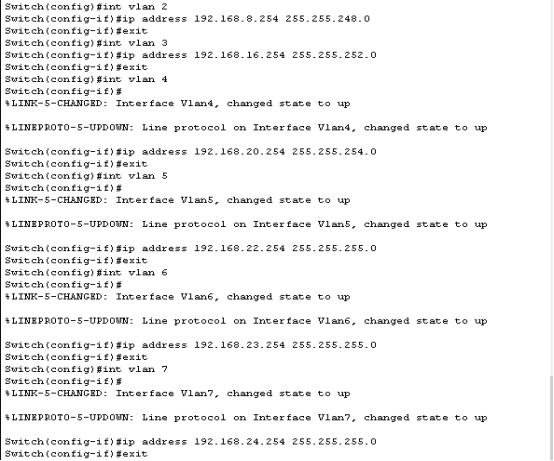 Switch(config)#int vlan 2
Switch(config-if)#ip address 192.168.8.254 255.255.248.0
Switch(config-if)#exit
Switch(config)#int vlan 3
Switch(config-if)#ip address 192.168.16.254 255.255.252.0
Switch(config-if)#exit
Switch(config)#int vlan 4
Switch(config-if)#
%LINK-5-CHANGED: Interface Vlan4, changed state to up
%LINEPROTO-5-UPDOWN: Line protocol on Interface Vlan4, changed state to up
Switch(config-if)#ip address 192.168.20.254 255.255.254.0
Switch(config-if)#exit
Switch(config)#int vlan 5
Switch(config-if)#
%LINK-5-CHANGED: Interface Vlan5, changed state to up
%LINEPROTO-5-UPDOWN: Line protocol on Interface Vlan5, changed state to up
Switch(config-if)#ip address 192.168.22.254 255.255.255.0
Switch(config-if)#exit
Switch(config)#int vlan 6
Switch(config-if)#
%LINK-5-CHANGED: Interface Vlan6, changed state to up
%LINEPROTO-5-UPDOWN: Line protocol on Interface Vlan6, changed state to up
Switch(config-if)#ip address 192.168.23.254 255.255.255.0
Switch(config-if)#exit
Switch(config)#int vlan 7
Switch(config-if)#
%LINK-5-CHANGED: Interface Vlan7, changed state to up
%LINEPROTO-5-UPDOWN: Line protocol on Interface Vlan7, changed state to up
Switch(config-if)#ip address 192.168.24.254 255.255.255.0
Switch(config-if)#exit